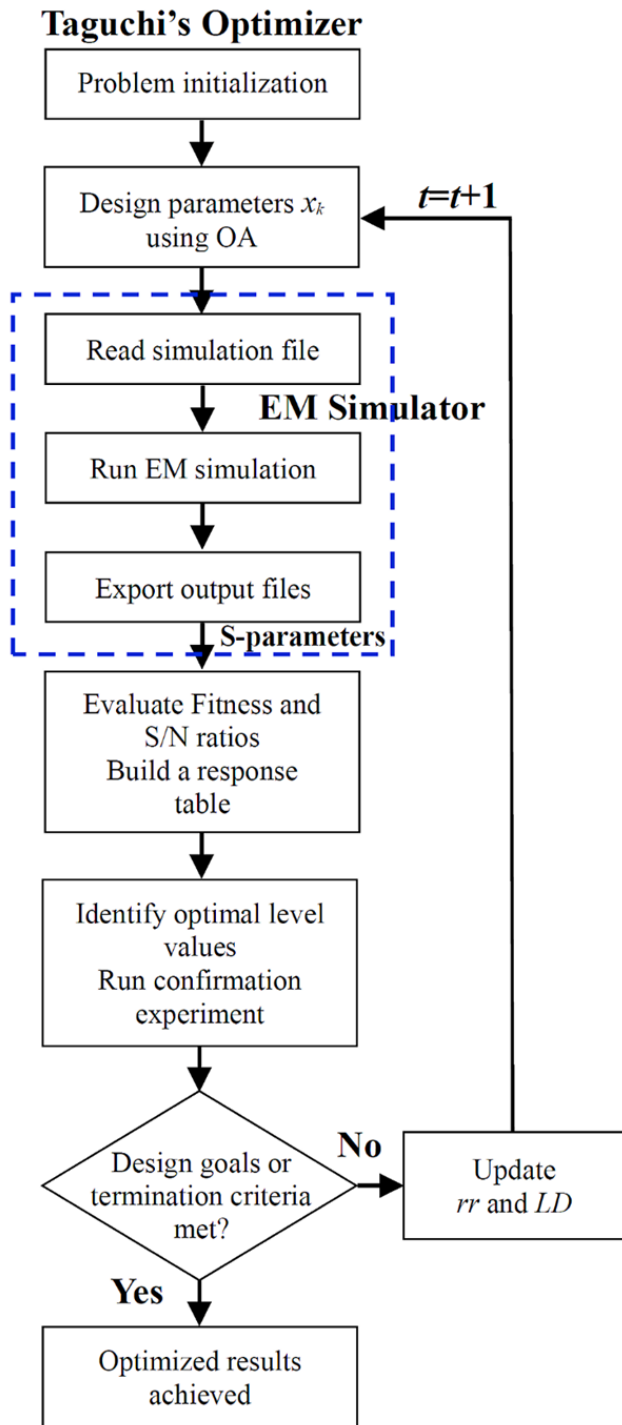 Taguchi's Optimizer
Problem initialization
Design parameters xk
using OA
t=t+1
Read simulation file
EM Simulator
Run EM simulation
Export output files
S-parameters
Evaluate Fitness and
S/N ratios
Build a response
table
Identify optimal level
values
Run confirmation
experiment
Design goals or
termination criteria
met?
No
Update
rr and LD
Yes
Optimized results
achieved